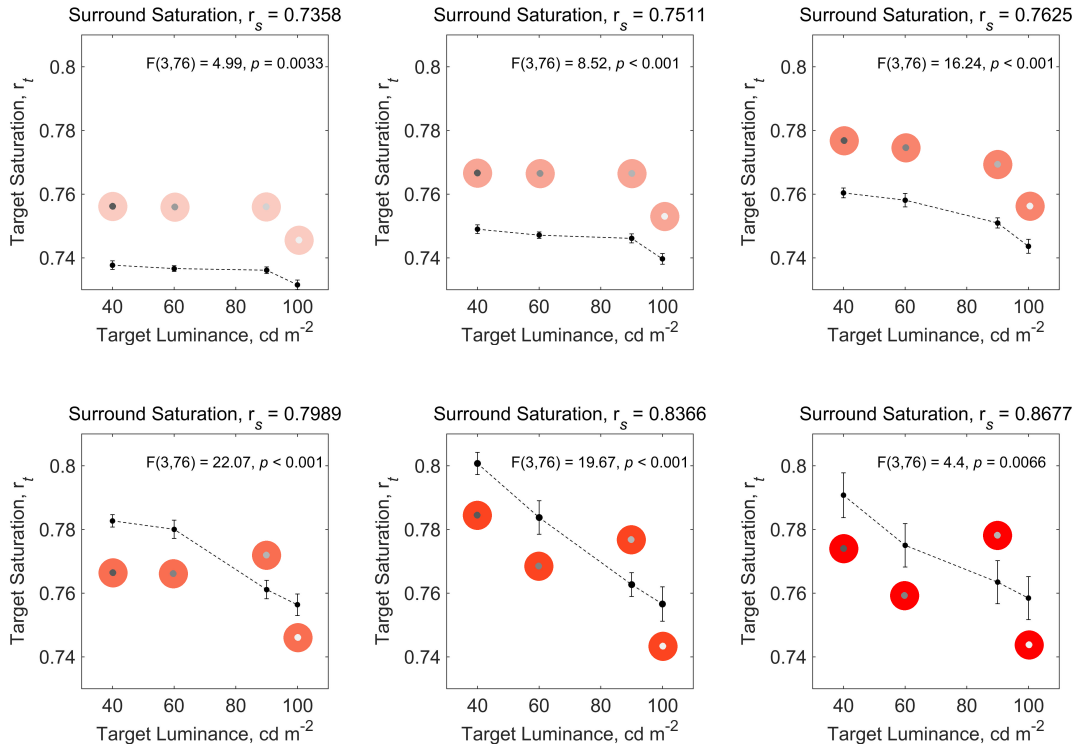 Surround Saturation, r_s = 0.7358
F(3,76) = 4.99, p = 0.0033
Target Saturation, r_t
0.8
0.78
0.76
0.74
40 60 80 100
Target Luminance, cd m^-2
Surround Saturation, r_s = 0.7511
F(3,76) = 8.52, p < 0.001
Target Saturation, r_t
0.8
0.78
0.76
0.74
40 60 80 100
Target Luminance, cd m^-2
Surround Saturation, r_s = 0.7625
F(3,76) = 16.24, p < 0.001
Target Saturation, r_t
0.8
0.78
0.76
0.74
40 60 80 100
Target Luminance, cd m^-2
Surround Saturation, r_s = 0.7989
F(3,76) = 22.07, p < 0.001
Target Saturation, r_t
0.8
0.78
0.76
0.74
40 60 80 100
Target Luminance, cd m^-2
Surround Saturation, r_s = 0.8366
F(3,76) = 19.67, p < 0.001
Target Saturation, r_t
0.8
0.78
0.76
0.74
40 60 80 100
Target Luminance, cd m^-2
Surround Saturation, r_s = 0.8677
F(3,76) = 4.4, p = 0.0066
Target Saturation, r_t
0.8
0.78
0.76
0.74
40 60 80 100
Target Luminance, cd m^-2